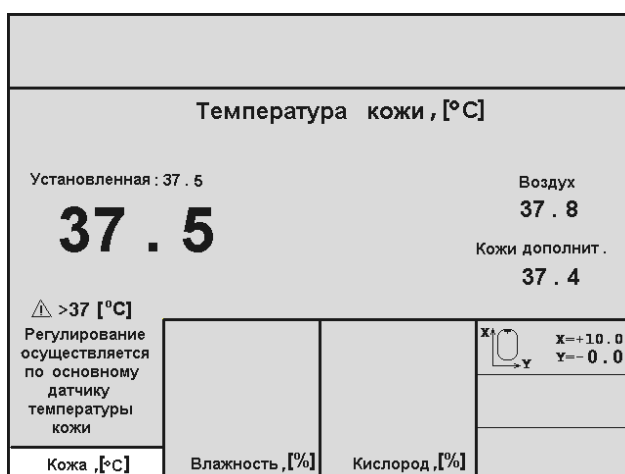 Температура кожи,[°C]
Установленная: 37.5
37.5
Воздух
37.8
Кожи дополнит.
37.4
⚠ >37 [°C]
Регулирование
осуществляется
по основному
датчику
температуры
кожи
X
Y
X=+10.0
Y=-0.0
Кожа,[°C]
Влажность,[%]
Кислород,[%]